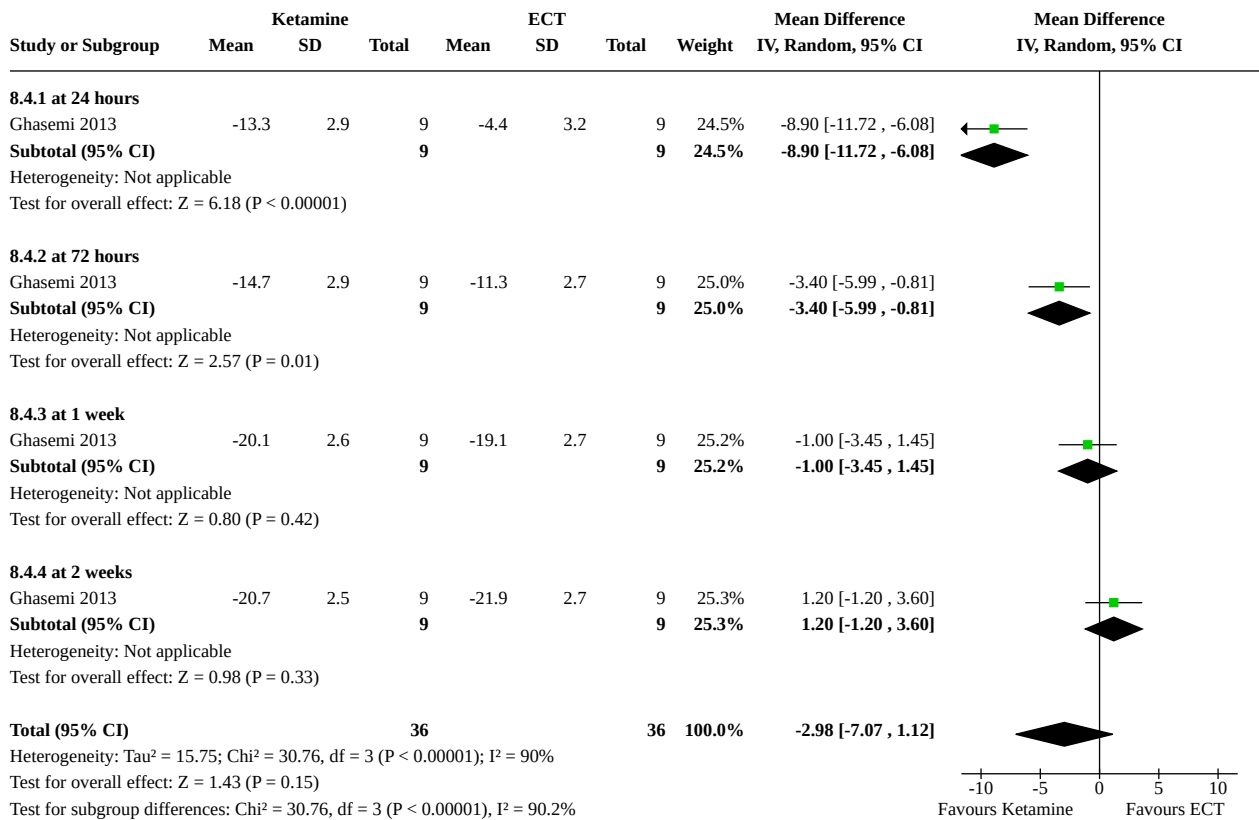 Ketamine ECT Mean Difference Mean Difference
Study or Subgroup Mean SD Total Mean SD Total Weight IV, Random, 95% CI IV, Random, 95% CI
8.4.1 at 24 hours
Ghasemi 2013 -13.3 2.9 9 -4.4 3.2 9 24.5% -8.90 [-11.72 , -6.08]
Subtotal (95% CI) 9 9 24.5% -8.90 [-11.72 , -6.08]
Heterogeneity: Not applicable
Test for overall effect: Z = 6.18 (P < 0.00001)
8.4.2 at 72 hours
Ghasemi 2013 -14.7 2.9 9 -11.3 2.7 9 25.0% -3.40 [-5.99 , -0.81]
Subtotal (95% CI) 9 9 25.0% -3.40 [-5.99 , -0.81]
Heterogeneity: Not applicable
Test for overall effect: Z = 2.57 (P = 0.01)
8.4.3 at 1 week
Ghasemi 2013 -20.1 2.6 9 -19.1 2.7 9 25.2% -1.00 [-3.45 , 1.45]
Subtotal (95% CI) 9 9 25.2% -1.00 [-3.45 , 1.45]
Heterogeneity: Not applicable
Test for overall effect: Z = 0.80 (P = 0.42)
8.4.4 at 2 weeks
Ghasemi 2013 -20.7 2.5 9 -21.9 2.7 9 25.3% 1.20 [-1.20 , 3.60]
Subtotal (95% CI) 9 9 25.3% 1.20 [-1.20 , 3.60]
Heterogeneity: Not applicable
Test for overall effect: Z = 0.98 (P = 0.33)
Total (95% CI) 36 36 100.0% -2.98 [-7.07 , 1.12]
Heterogeneity: Tau² = 15.75; Chi² = 30.76, df = 3 (P < 0.00001); I² = 90%
Test for overall effect: Z = 1.43 (P = 0.15)
-10 -5 0 5 10
Test for subgroup differences: Chi² = 30.76, df = 3 (P < 0.00001), I² = 90.2%
Favours Ketamine Favours ECT